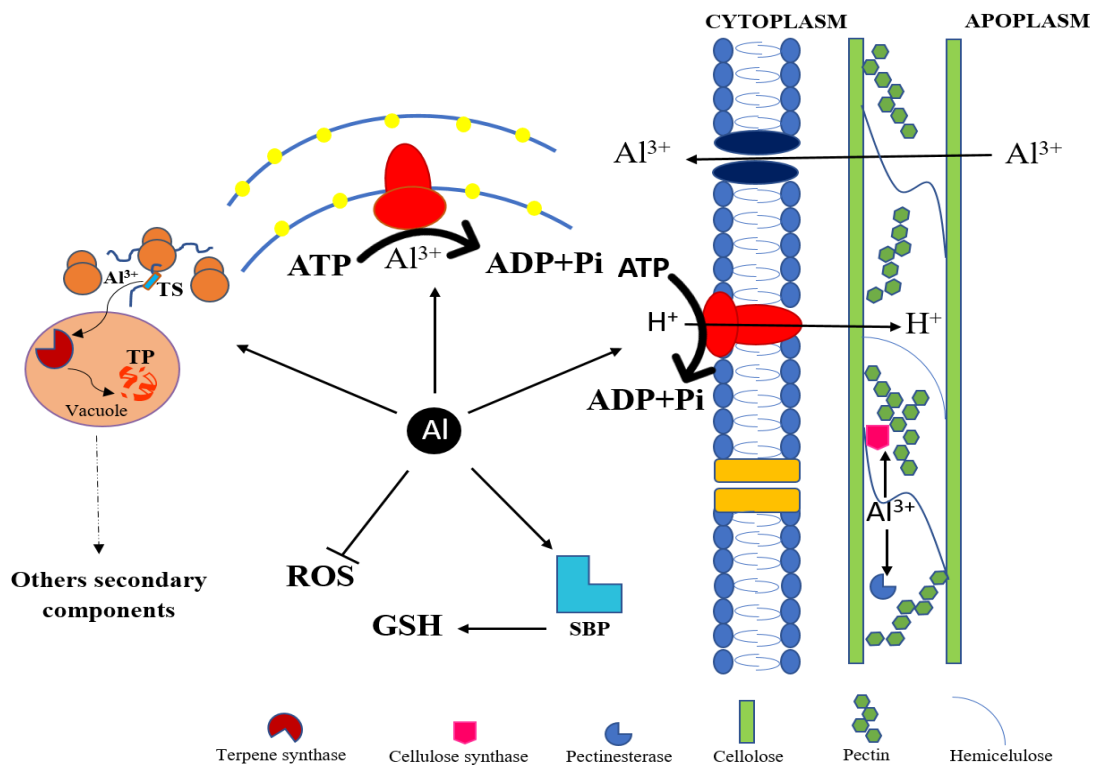 CYTOPLASM
APOPLASM
Al³⁺
Al³⁺
ATP
Al³⁺
ADP+Pi
ATP
H⁺
H⁺
ADP+Pi
Al³⁺
TS
TP
Vacuole
Al
Al³⁺
Others secondary
components
ROS
GSH
SBP
Terpene synthase
Cellulose synthase
Pectinesterase
Cellolose
Pectin
Hemicelulose